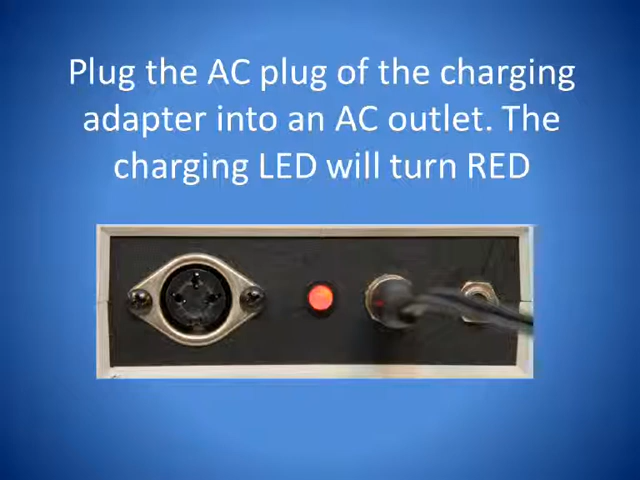 Plug the AC plug of the charging
adapter into an AC outlet. The
charging LED will turn RED